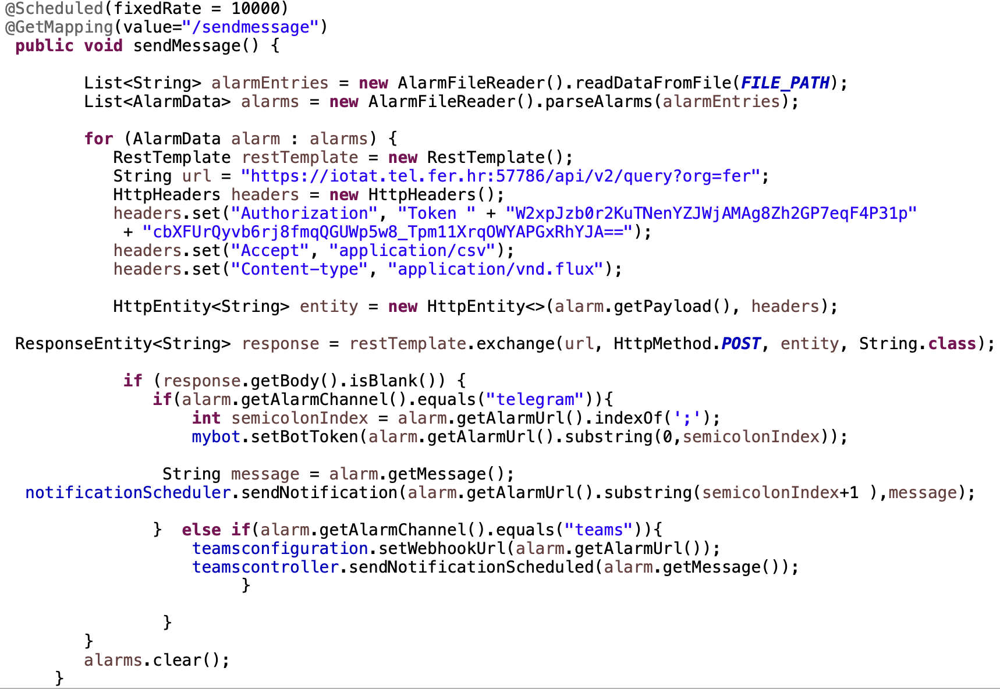 @Scheduled(fixedRate = 10000)
@GetMapping(value="/sendmessage")
public void sendMessage() {
List<String> alarmEntries = new AlarmFileReader().readDataFromFile(FILE_PATH);
List<AlarmData> alarms = new AlarmFileReader().parseAlarms(alarmEntries);
for (AlarmData alarm : alarms) {
RestTemplate restTemplate = new RestTemplate();
String url = "https://iotat.tel.fer.hr:57786/api/v2/query?org=fer";
HttpHeaders headers = new HttpHeaders();
headers.set("Authorization", "Token " + "W2xpJzb0r2KuTNenYZJWjAMAg8Zh2GP7eqF4P31p"
+ "cbXFUrQyvb6rj8fmqQGUWp5w8_Tpm11XrqOWYAPGxRhYJA==");
headers.set("Accept", "application/csv");
headers.set("Content-type", "application/vnd.flux");
HttpEntity<String> entity = new HttpEntity<>(alarm.getPayload(), headers);
ResponseEntity<String> response = restTemplate.exchange(url, HttpMethod.POST, entity, String.class);
if (response.getBody().isBlank()) {
if(alarm.getAlarmChannel().equals("telegram")){
int semicolonIndex = alarm.getAlarmUrl().indexOf(';');
mybot.setBotToken(alarm.getAlarmUrl().substring(0,semicolonIndex));
String message = alarm.getMessage();
notificationScheduler.sendNotification(alarm.getAlarmUrl().substring(semicolonIndex+1 ),message);
}  else if(alarm.getAlarmChannel().equals("teams")){
teamsconfiguration.setWebhookUrl(alarm.getAlarmUrl());
teamscontroller.sendNotificationScheduled(alarm.getMessage());
}
}
}
alarms.clear();
}